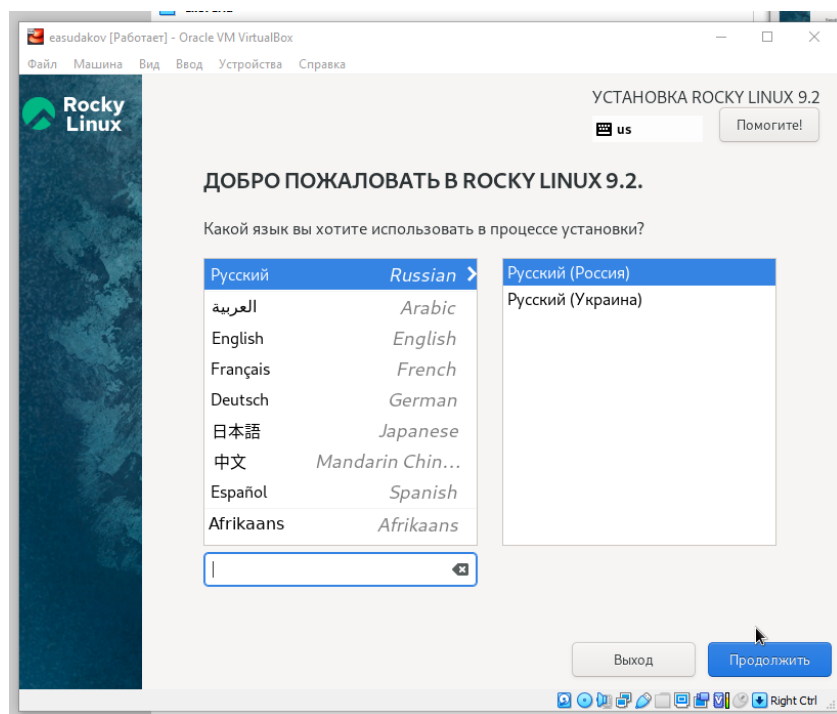 easudakov [Работает] - Oracle VM VirtualBox
Файл Машина Вид Ввод Устройства Справка
Rocky
Linux
УСТАНОВКА ROCKY LINUX 9.2
us
Помогите!
ДОБРО ПОЖАЛОВАТЬ В ROCKY LINUX 9.2.
Какой язык вы хотите использовать в процессе установки?
Русский Russian
العربية Arabic
English English
Français French
Deutsch German
日本語 Japanese
中文 Mandarin Chin...
Español Spanish
Afrikaans Afrikaans
Русский (Россия)
Русский (Украина)
Выход
Продолжить
Right Ctrl